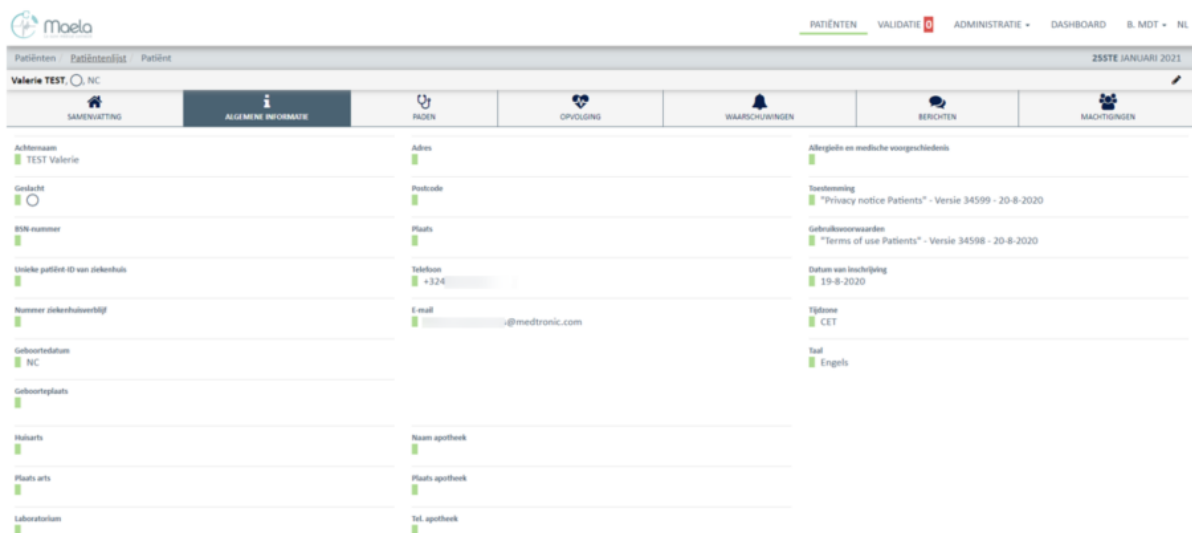 Maela
PATIËNTEN VALIDATIE 0 ADMINISTRATIE DASHBOARD B. MDT NL
Patiënten / Patiëntenlijst / Patiënt 25STE JANUARI 2021
Valerie TEST, NC
SAMENVATTING ALGEMENE INFORMATIE PADEN OPVOLGING WAARSCHUWINGEN BERICHTEN MACHTIGINGEN
Achternaam Adres Allergieën en medische voorgeschiedenis
TEST Valerie
Geslacht Postcode Toestemming
"Privacy notice Patients" - Versie 34599 - 20-8-2020
BSN-nummer Plaats Gebruiksvoorwaarden
"Terms of use Patients" - Versie 34598 - 20-8-2020
Unieke patiënt-ID van ziekenhuis Telefoon Datum van inschrijving
+324 19-8-2020
Nummer ziekenhuisverblijf E-mail Tijdzone
@medtronic.com CET
Geboortedatum Taal
NC Engels
Geboorteplaats
Huisarts Naam apotheek
Plaats arts Plaats apotheek
Laboratorium Tel. apotheek